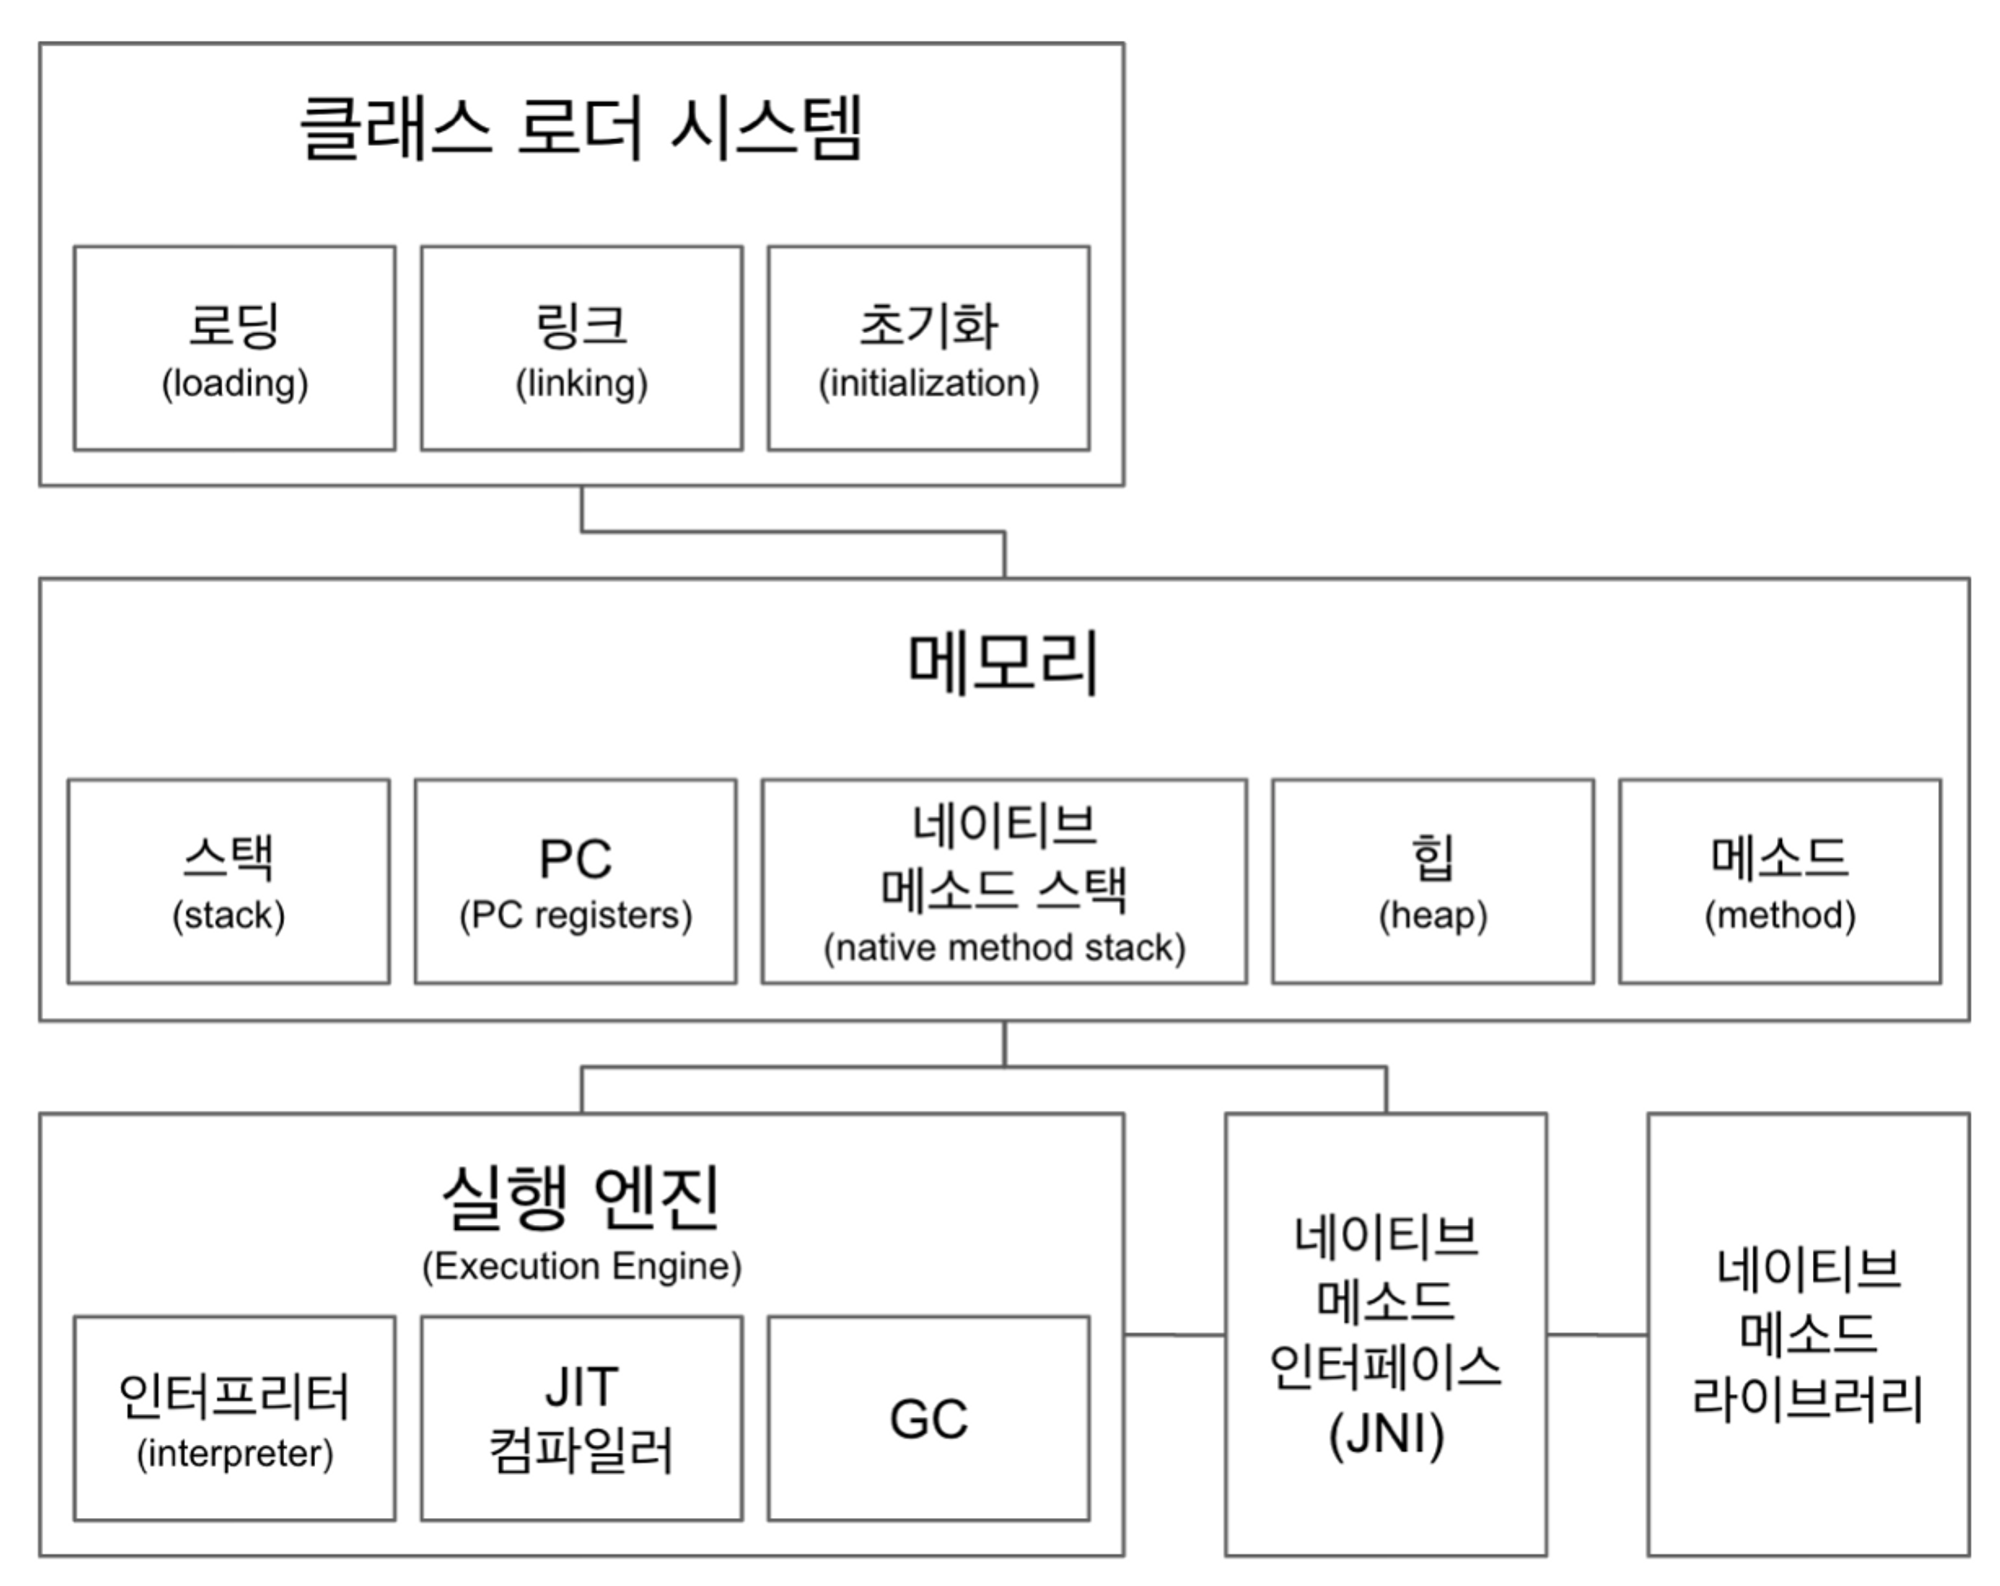 클래스 로더 시스템
로딩
(loading)
링크
(linking)
초기화
(initialization)
메모리
스택
(stack)
PC
(PC registers)
네이티브
메소드 스택
(native method stack)
힙
(heap)
메소드
(method)
실행 엔진
(Execution Engine)
인터프리터
(interpreter)
JIT
컴파일러
GC
네이티브
메소드
인터페이스
(JNI)
네이티브
메소드
라이브러리